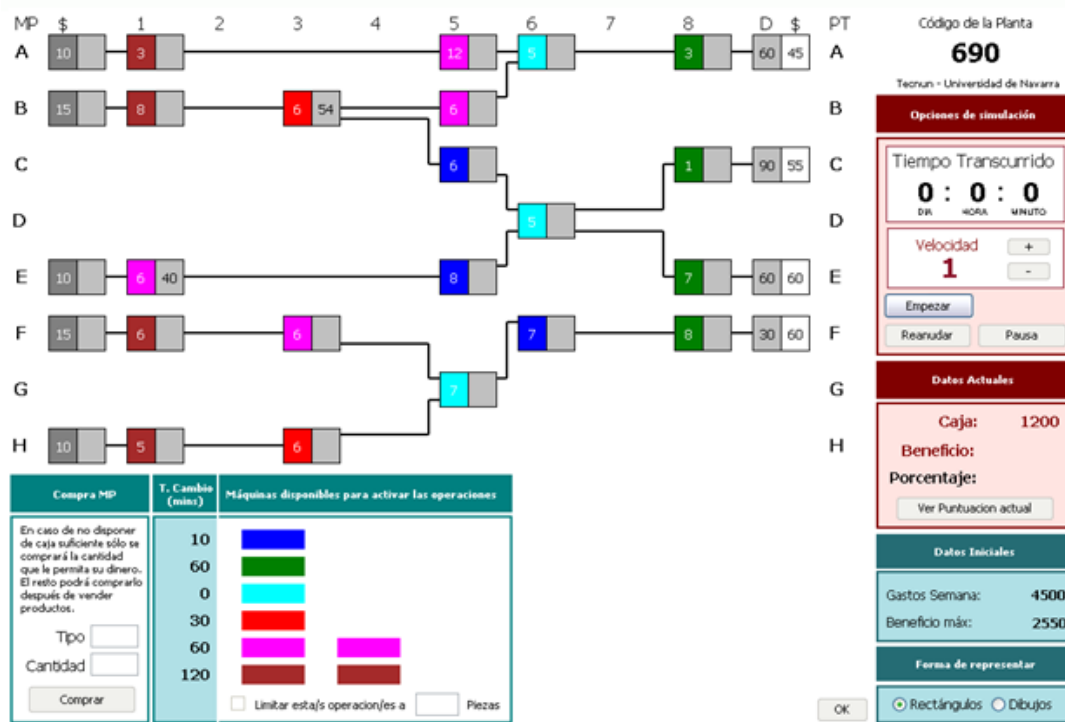 MP $ 1 2 3 4 5 6 7 8 D $ PT
A 10 3 12 5 3 60 45 A
B 15 8 6 54 6 B
C 6 1 90 55 C
D 5 D
E 10 6 40 8 7 60 60 E
F 15 6 6 7 8 30 60 F
G 7 G
H 10 5 6 H
Código de la Planta
690
Tecnun - Universidad de Navarra
Opciones de simulación
Tiempo Transcurrido
0 : 0 : 0
DIA HORA MINUTO
Velocidad
1
+
-
Empezar
Reanudar Pausa
Datos Actuales
Caja: 1200
Beneficio:
Porcentaje:
Ver Puntuacion actual
Datos Iniciales
Gastos Semana: 4500
Beneficio máx: 2550
Forma de representar
Rectángulos Dibujos
Compra MP
En caso de no disponer
de caja suficiente sólo se
comprará la cantidad
que le permita su dinero.
El resto podrá comprarlo
después de vender
productos.
Tipo
Cantidad
Comprar
T. Cambio
(mins)
10
60
0
30
60
120
Máquinas disponibles para activar las operaciones
Limitar esta/s operacion/es a Piezas
OK